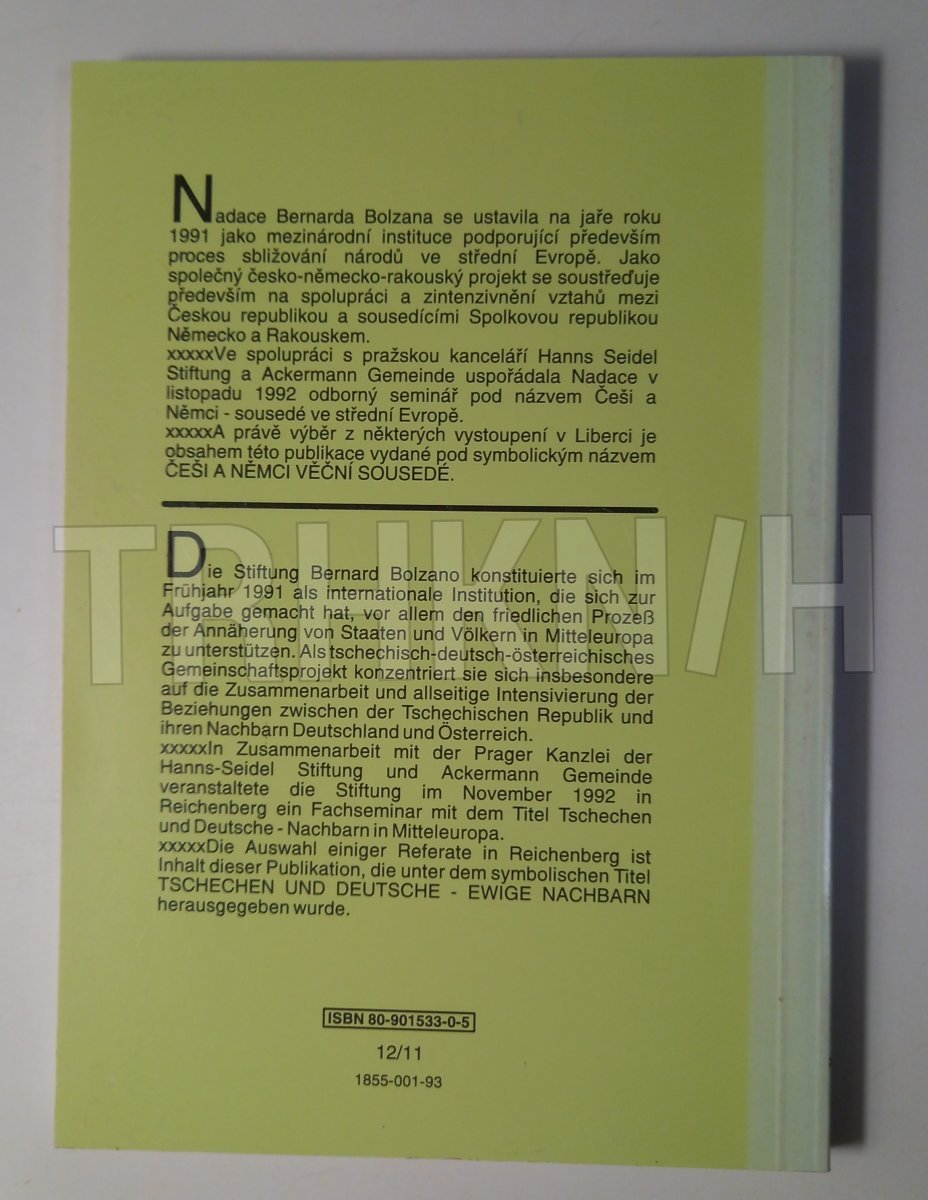 Nadace Bernarda Bolzana se ustavila na jaře roku
1991 jako mezinárodní instituce podporující především
proces sbližování národů ve střední Evropě. Jako
společný česko-německo-rakouský projekt se soustřeďuje
především na spolupráci a zintenzivnění vztahů mezi
Českou republikou a sousedícími Spolkovou republikou
Německo a Rakouskem.
xxxxxVe spolupráci s pražskou kanceláří Hanns Seidel
Stiftung a Ackermann Gemeinde uspořádala Nadace v
listopadu 1992 odborný seminář pod názvem Češi a
Němci - sousedé ve střední Evropě.
xxxxxA právě výběr z některých vystoupení v Liberci je
obsahem této publikace vydané pod symbolickým názvem
ČEŠI A NĚMCI VĚČNÍ SOUSEDÉ.
TRHKN/H
Die Stiftung Bernard Bolzano konstituierte sich im
Frühjahr 1991 als internationale Institution, die sich zur
Aufgabe gemacht hat, vor allem den friedlichen Prozeß
der Annäherung von Staaten und Völkern in Mitteleuropa
zu unterstützen. Als tschechisch-deutsch-österreichisches
Gemeinschaftsprojekt konzentriert sie sich insbesondere
auf die Zusammenarbeit und allseitige Intensivierung der
Beziehungen zwischen der Tschechischen Republik und
ihren Nachbarn Deutschland und Österreich.
xxxxxIn Zusammenarbeit mit der Prager Kanzlei der
Hanns-Seidel Stiftung und Ackermann Gemeinde
veranstaltete die Stiftung im November 1992 in
Reichenberg ein Fachseminar mit dem Titel Tschechen
und Deutsche - Nachbarn in Mitteleuropa.
xxxxxDie Auswahl einiger Referate in Reichenberg ist
Inhalt dieser Publikation, die unter dem symbolischen Titel
TSCHECHEN UND DEUTSCHE - EWIGE NACHBARN
herausgegeben wurde.
ISBN 80-901533-0-5
12/11
1855-001-93